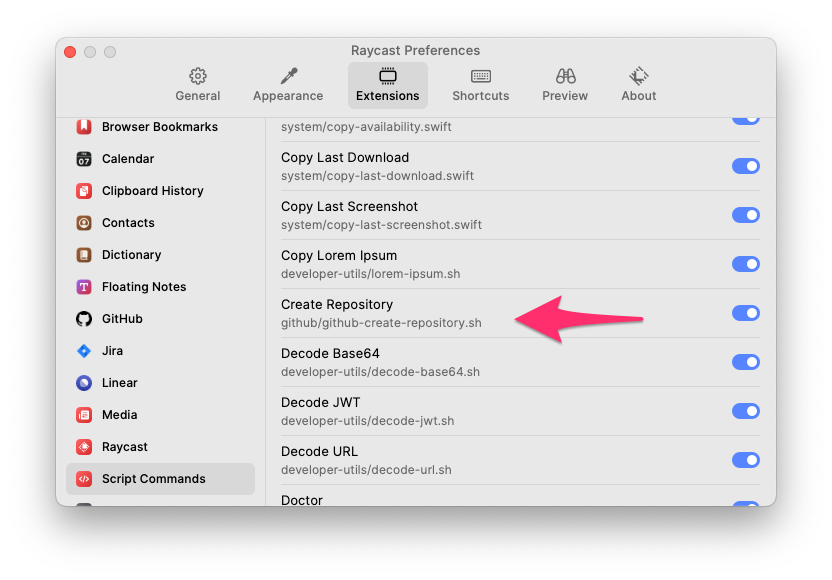 Raycast Preferences
General
Appearance
Extensions
Shortcuts
Preview
About
Browser Bookmarks
Calendar
Clipboard History
Contacts
Dictionary
Floating Notes
GitHub
Jira
Linear
Media
Raycast
Script Commands
system/copy-availability.swift
Copy Last Download
system/copy-last-download.swift
Copy Last Screenshot
system/copy-last-screenshot.swift
Copy Lorem Ipsum
developer-utils/lorem-ipsum.sh
Create Repository
github/github-create-repository.sh
Decode Base64
developer-utils/decode-base64.sh
Decode JWT
developer-utils/decode-jwt.sh
Decode URL
developer-utils/decode-url.sh
Doctor